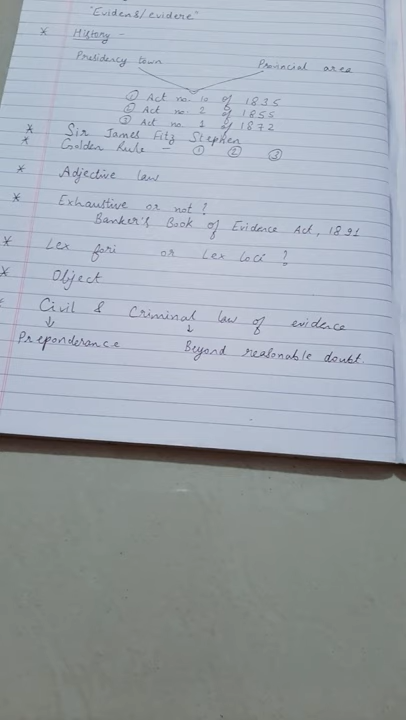 "Evidens/evidere"
* History -
Presidency town Provincial area
① Act no. 10 of 1835
② Act no. 2 of 1855
③ Act no. 1 of 1872
* Sir James Fitz Stephen
* Golden Rule - ① ② ③
* Adjective law
* Exhaustive or not?
Banker's Book of Evidence Act, 1891
* Lex fori or Lex Loci?
* Object
* Civil & Criminal law of evidence
↓ ↓
Preponderance Beyond reasonable doubt.